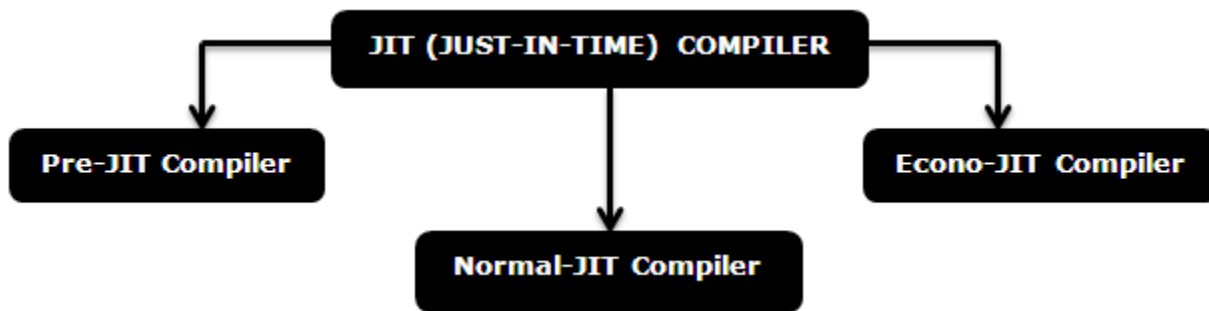 JIT (JUST-IN-TIME) COMPILER
Pre-JIT Compiler
Econo-JIT Compiler
Normal-JIT Compiler